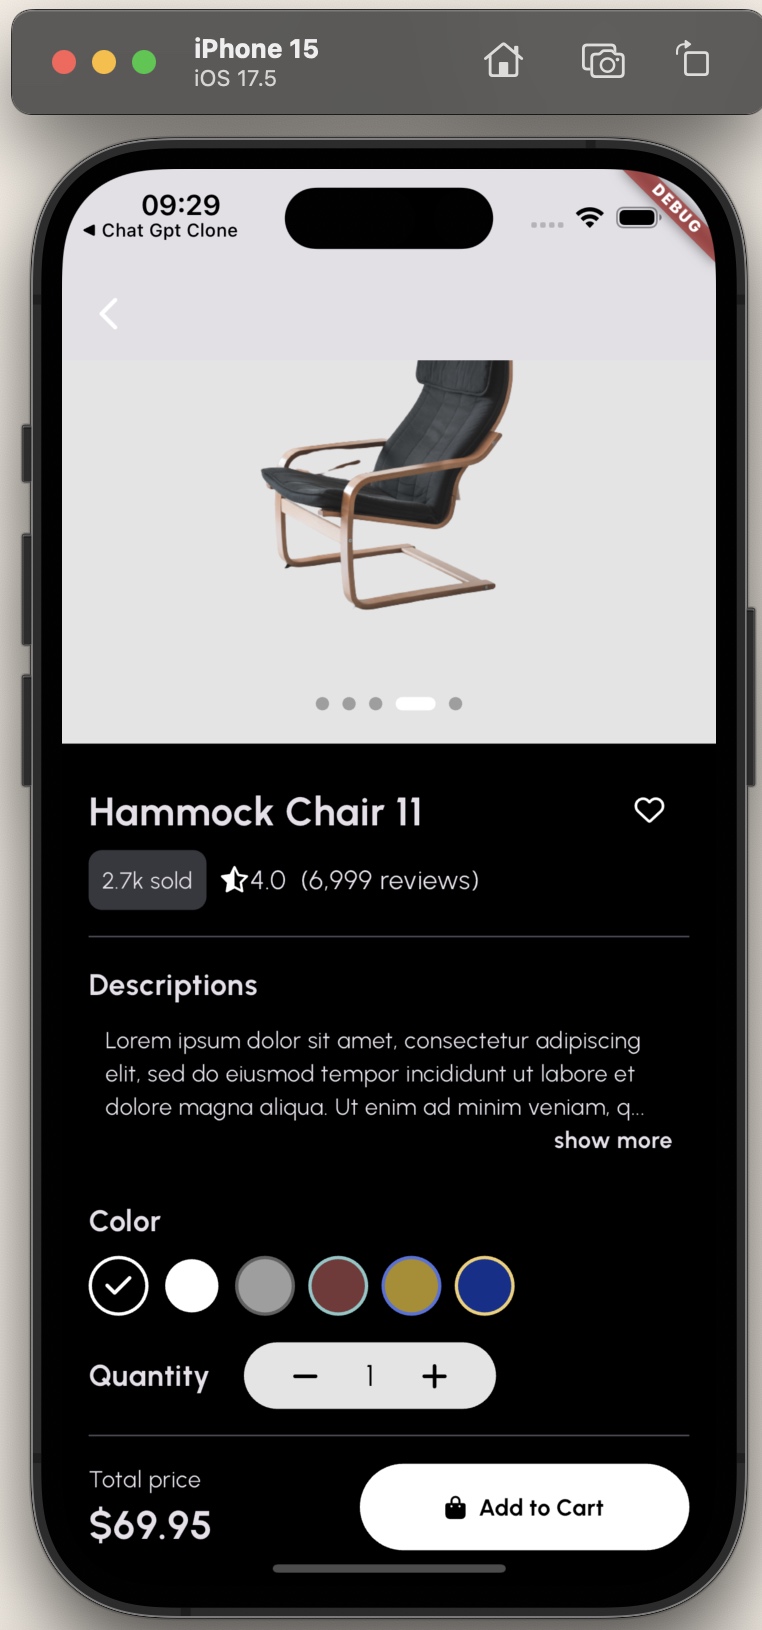 iPhone 15
iOS 17.5
09:29
◀ Chat Gpt Clone
DEBUG
Hammock Chair 11
2.7k sold
4.0 (6,999 reviews)
Descriptions
Lorem ipsum dolor sit amet, consectetur adipiscing
elit, sed do eiusmod tempor incididunt ut labore et
dolore magna aliqua. Ut enim ad minim veniam, q...
show more
Color
Quantity
1
Total price
$69.95
Add to Cart